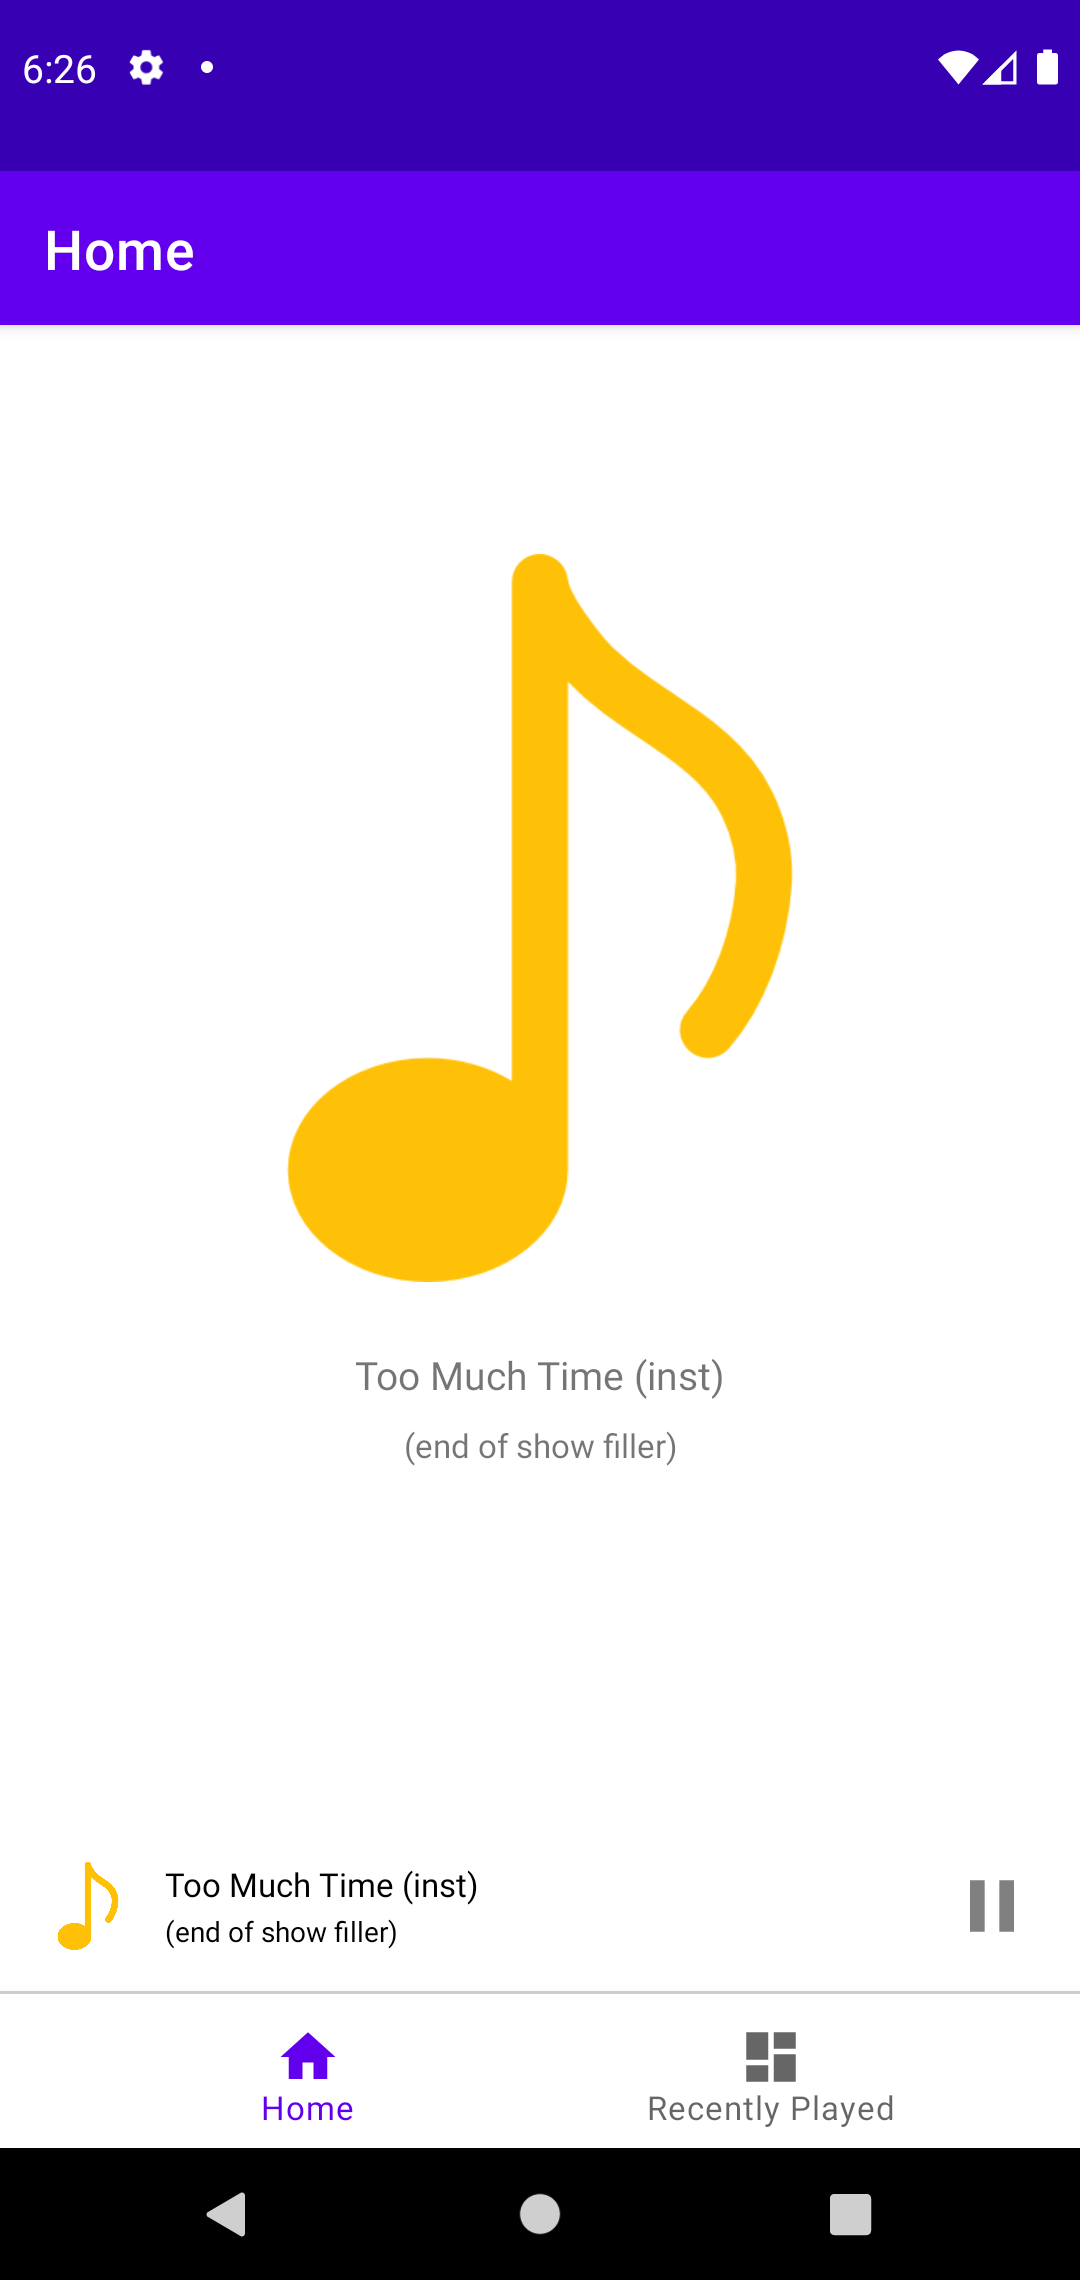 6:26
Home
Too Much Time (inst)
(end of show filler)
Too Much Time (inst)
(end of show filler)
Home
Recently Played